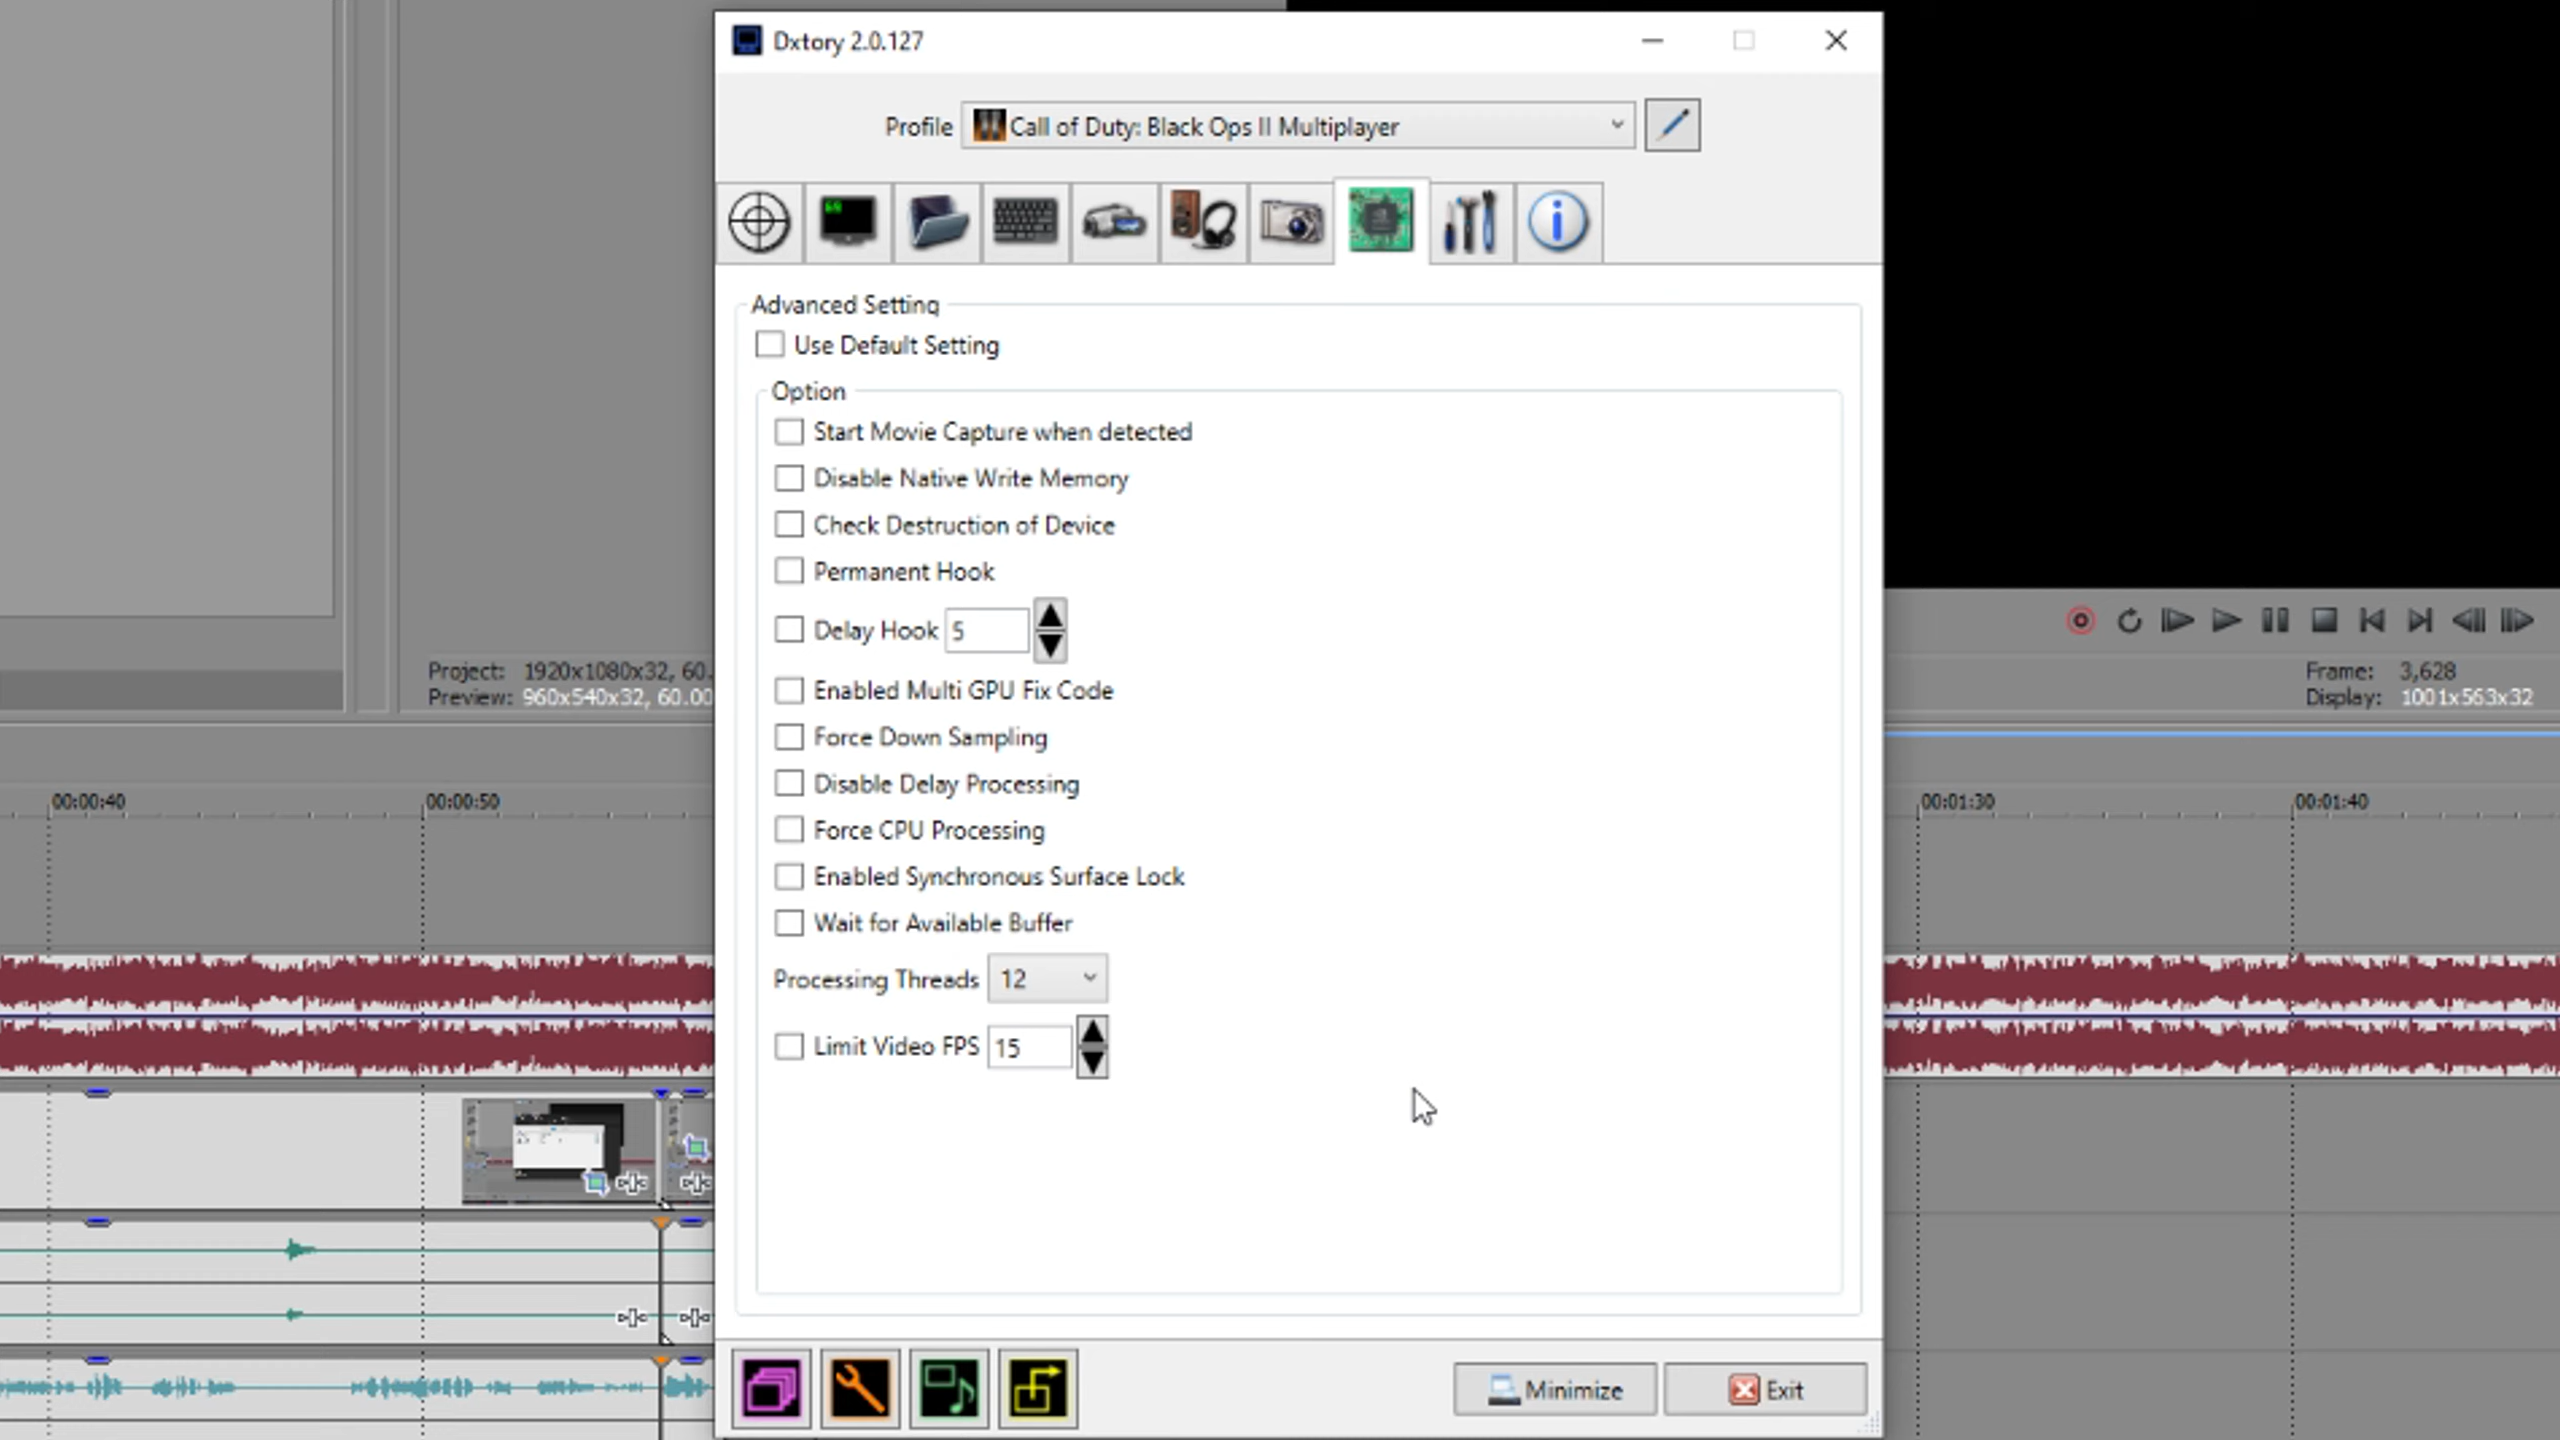 Dxtory 2.0.127
Profile
Call of Duty: Black Ops II Multiplayer
Advanced Setting
Use Default Setting
Option
Start Movie Capture when detected
Disable Native Write Memory
Check Destruction of Device
Permanent Hook
Delay Hook 5
Enabled Multi GPU Fix Code
Force Down Sampling
Disable Delay Processing
Force CPU Processing
Enabled Synchronous Surface Lock
Wait for Available Buffer
Processing Threads 12
Limit Video FPS 15
Minimize
Exit
Project: 1920x1080x32, 60.
Preview: 960x540x32, 60.00
Frame: 3,628
Display: 1001x563x32
00:00:40
00:00:50
00:01:30
00:01:40